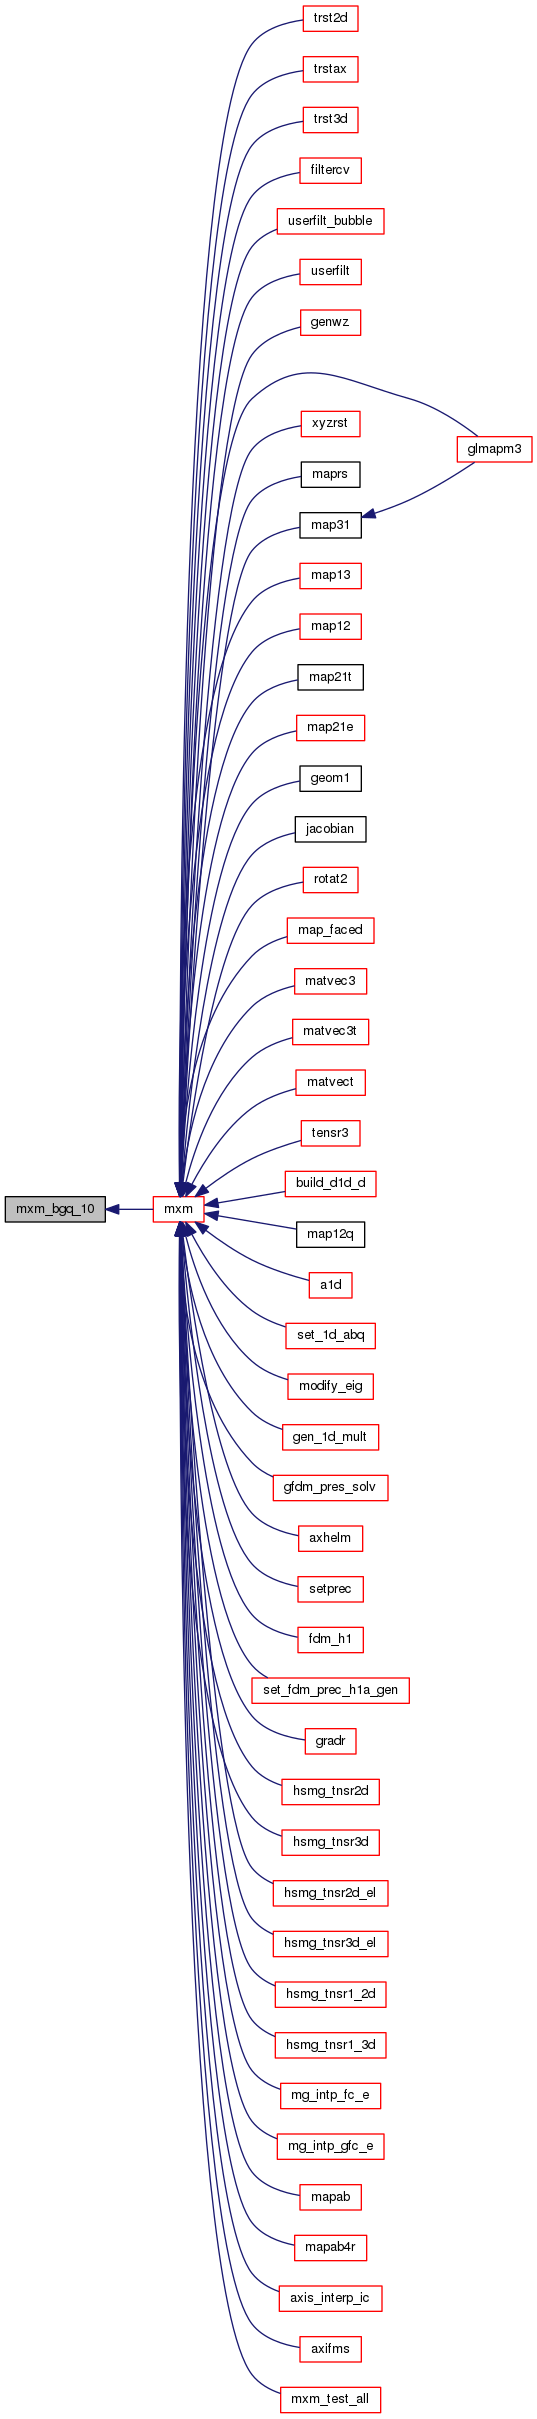 trst2d
trstax
trst3d
filtercv
userfilt_bubble
userfilt
genwz
xyzrst
glmapm3
maprs
map31
map13
map12
map21t
map21e
geom1
jacobian
rotat2
map_faced
matvec3
matvec3t
matvect
tensr3
build_d1d_d
mxm_bgq_10
mxm
map12q
a1d
set_1d_abq
modify_eig
gen_1d_mult
gfdm_pres_solv
axhelm
setprec
fdm_h1
set_fdm_prec_h1a_gen
gradr
hsmg_tnsr2d
hsmg_tnsr3d
hsmg_tnsr2d_el
hsmg_tnsr3d_el
hsmg_tnsr1_2d
hsmg_tnsr1_3d
mg_intp_fc_e
mg_intp_gfc_e
mapab
mapab4r
axis_interp_ic
axifms
mxm_test_all